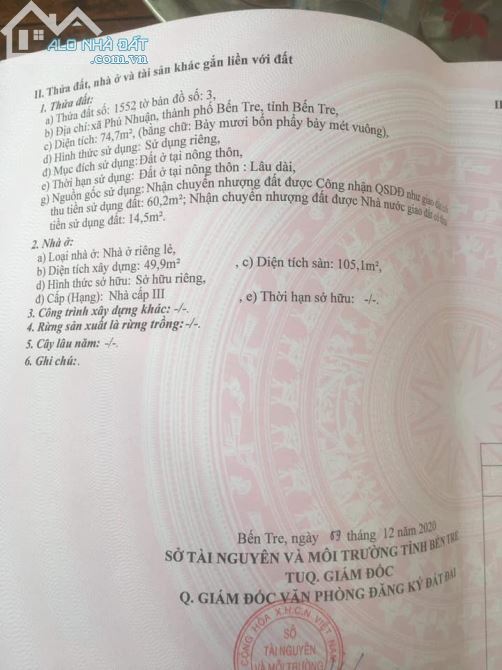 ALO NHÀ ĐẤT
www.alonhadat.com.vn
II. Thửa đất, nhà ở và tài sản khác gắn liền với đất
1. Thửa đất:
a) Thửa đất số: 1552 tờ bản đồ số: 3,
b) Địa chỉ: xã Phú Nhuận, thành phố Bến Tre, tỉnh Bến Tre,
c) Diện tích: 74,7m², (bằng chữ: Bảy mươi bốn phẩy bảy mét vuông),
d) Hình thức sử dụng: Sử dụng riêng,
đ) Mục đích sử dụng: Đất ở tại nông thôn,
e) Thời hạn sử dụng: Đất ở tại nông thôn : Lâu dài,
g) Nguồn gốc sử dụng: Nhận chuyển nhượng đất được Công nhận QSDĐ như giao đất có
thu tiền sử dụng đất: 60,2m²; Nhận chuyển nhượng đất được Nhà nước giao đất có thu
tiền sử dụng đất: 14,5m².
2. Nhà ở:
a) Loại nhà ở: Nhà ở riêng lẻ,
b) Diện tích xây dựng: 49,9m² , c) Diện tích sàn: 105,1m²,
d) Hình thức sở hữu: Sở hữu riêng,
đ) Cấp (Hạng): Nhà cấp III , e) Thời hạn sở hữu: -/-.
3. Công trình xây dựng khác: -/-.
4. Rừng sản xuất là rừng trồng: -/-.
5. Cây lâu năm: -/-.
6. Ghi chú:.
Bến Tre, ngày tháng 12 năm 2020
SỞ TÀI NGUYÊN VÀ MÔI TRƯỜNG TỈNH BẾN TRE
TUQ. GIÁM ĐỐC
Q. GIÁM ĐỐC VĂN PHÒNG ĐĂNG KÝ ĐẤT ĐAI
CỘNG HÒA X.H.C.N VIỆT NAM
SỞ
TÀI NGUYÊN
VÀ MÔI TRƯỜNG